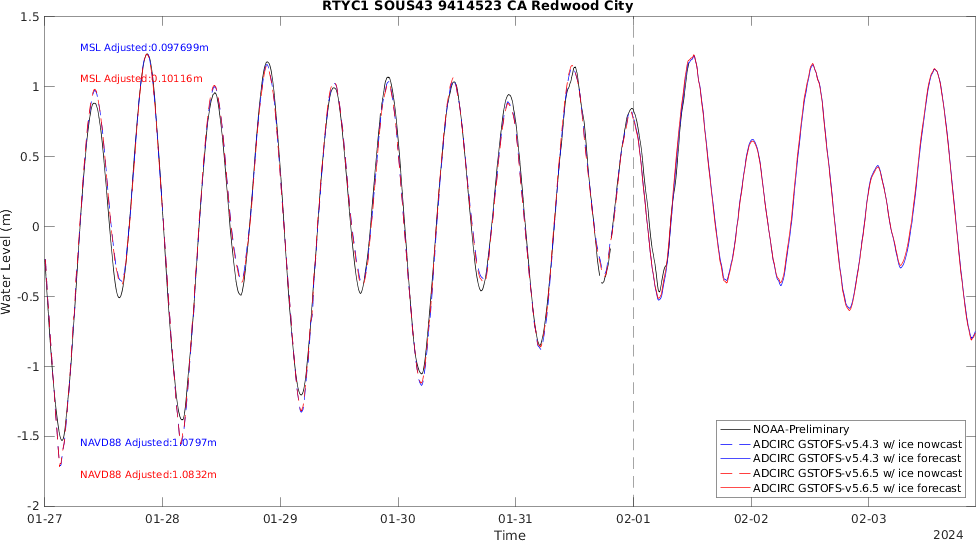 RTYC1 SOUS43 9414523 CA Redwood City
1.5
MSL Adjusted:0.097699m
MSL Adjusted:0.10116m
1
0.5
0
-0.5
-1
-1.5
-2
Water Level (m)
NAVD88 Adjusted:1.0797m
NAVD88 Adjusted:1.0832m
NOAA-Preliminary
ADCIRC GSTOFS-v5.4.3 w/ ice nowcast
ADCIRC GSTOFS-v5.4.3 w/ ice forecast
ADCIRC GSTOFS-v5.6.5 w/ ice nowcast
ADCIRC GSTOFS-v5.6.5 w/ ice forecast
01-27 01-28 01-29 01-30 01-31 02-01 02-02 02-03
Time
2024